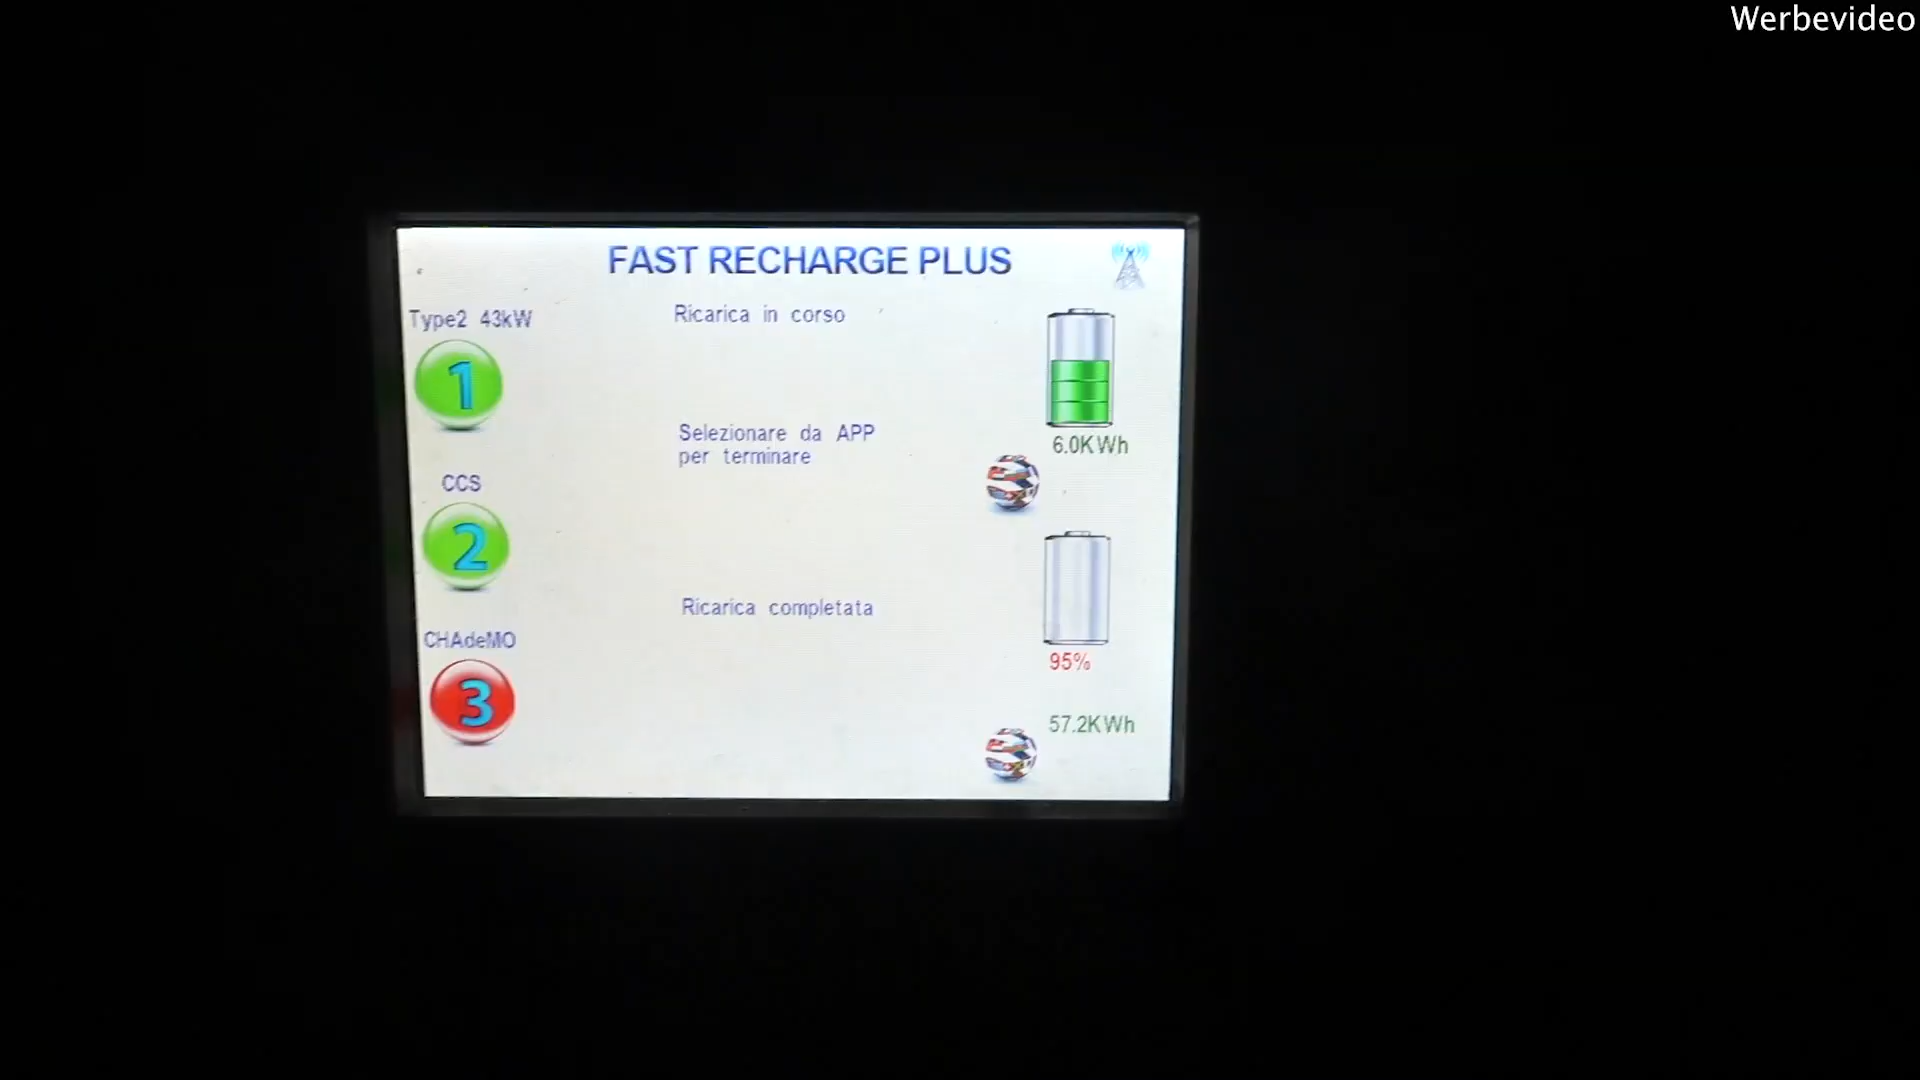 Werbevideo
FAST RECHARGE PLUS
Type2 43kW
Ricarica in corso
1
Selezionare da APP
per terminare
6.0KWh
CCS
2
Ricarica completata
CHAdeMO
95%
3
57.2KWh